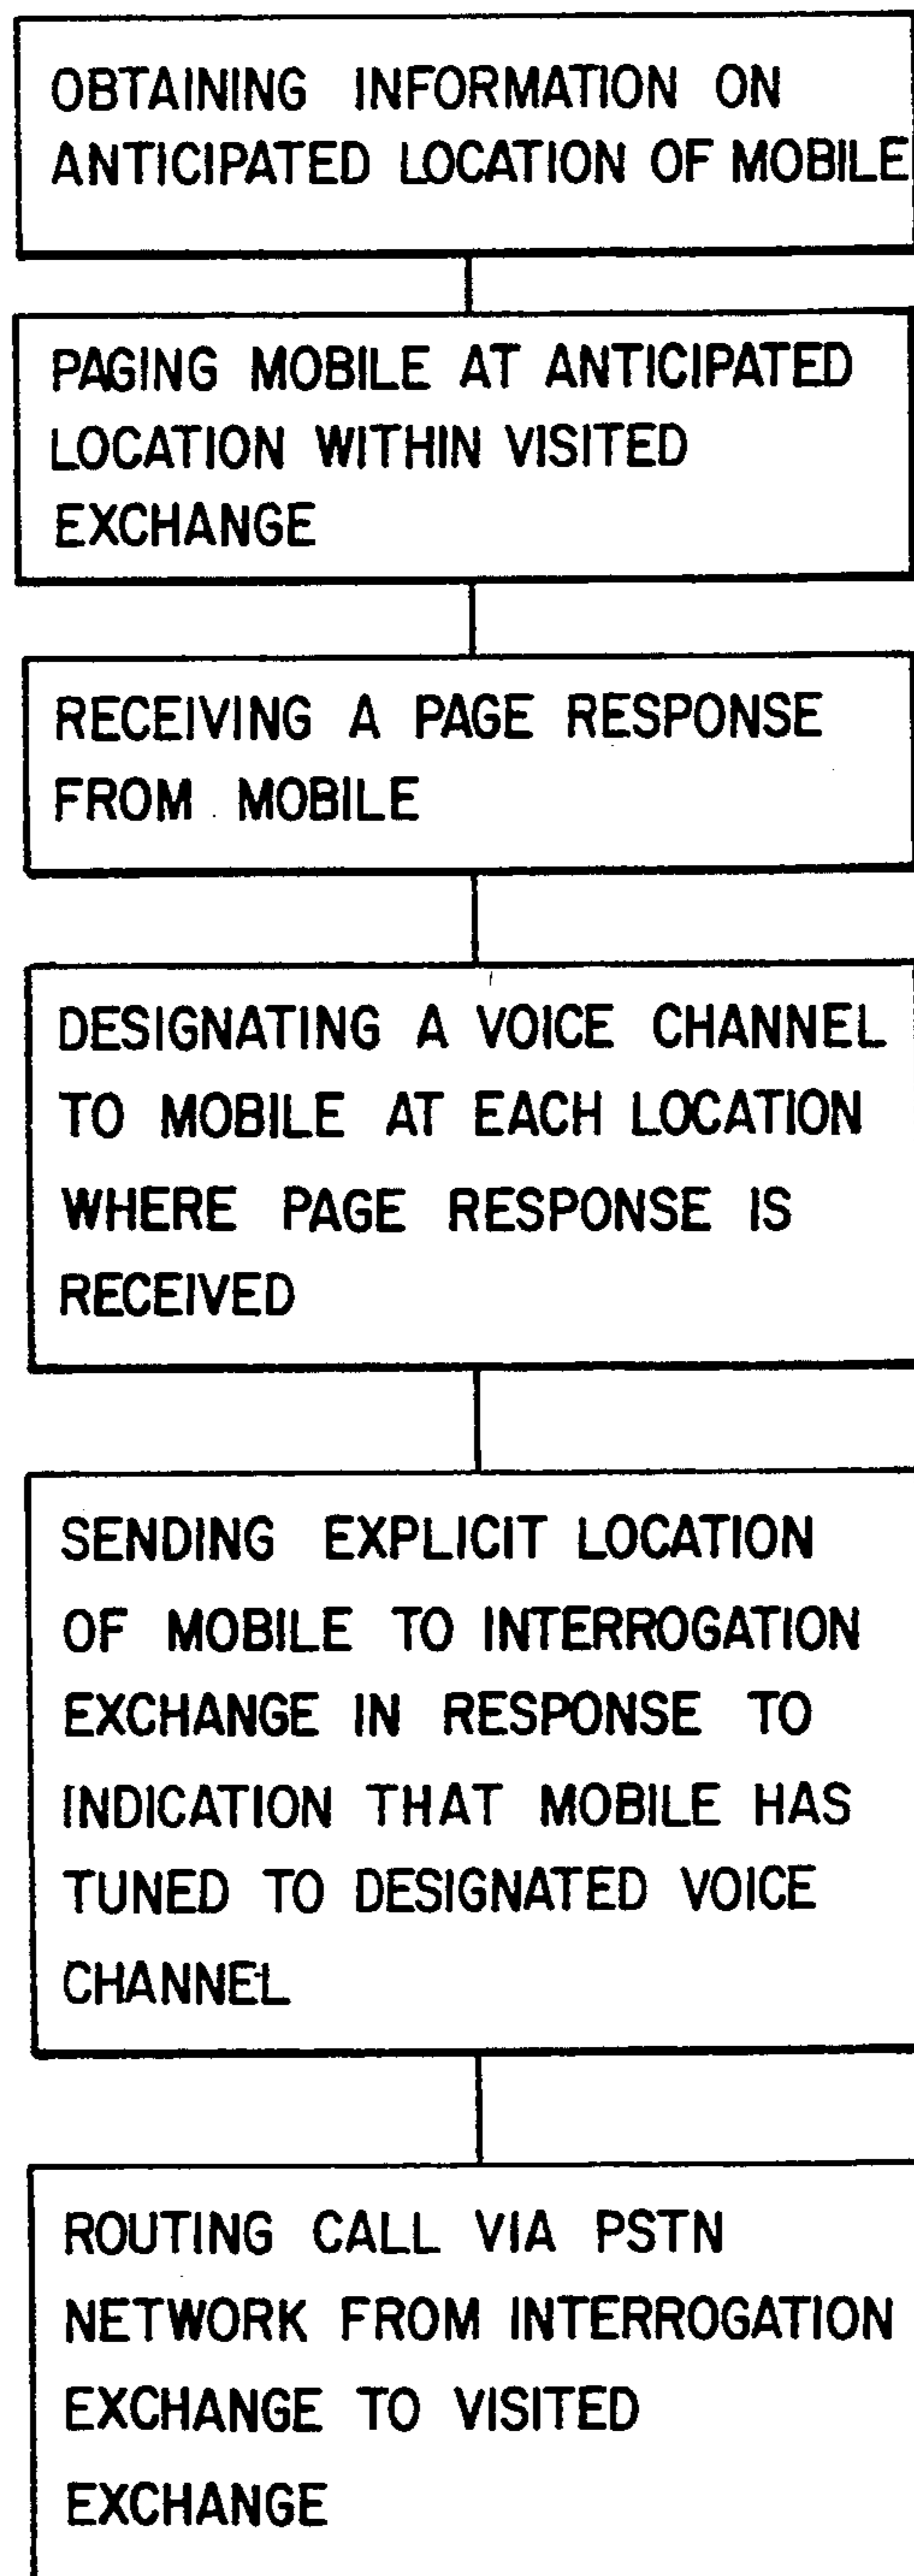 OBTAINING INFORMATION ON
ANTICIPATED LOCATION OF MOBILE
PAGING MOBILE AT ANTICIPATED
LOCATION WITHIN VISITED
EXCHANGE
RECEIVING A PAGE RESPONSE
FROM MOBILE
DESIGNATING A VOICE CHANNEL
TO MOBILE AT EACH LOCATION
WHERE PAGE RESPONSE IS
RECEIVED
SENDING EXPLICIT LOCATION
OF MOBILE TO INTERROGATION
EXCHANGE IN RESPONSE TO
INDICATION THAT MOBILE HAS
TUNED TO DESIGNATED VOICE
CHANNEL
ROUTING CALL VIA PSTN
NETWORK FROM INTERROGATION
EXCHANGE TO VISITED
EXCHANGE